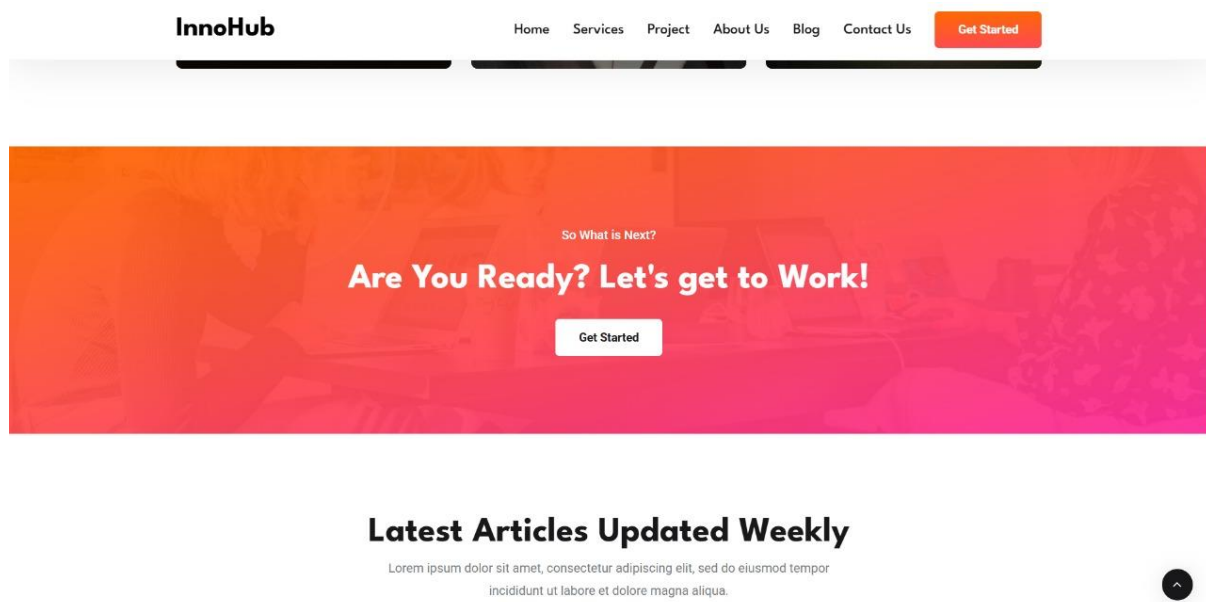 InnoHub
Home Services Project About Us Blog Contact Us Get Started
So What is Next?
Are You Ready? Let's get to Work!
Get Started
Latest Articles Updated Weekly
Lorem ipsum dolor sit amet, consectetur adipiscing elit, sed do eiusmod tempor
incididunt ut labore et dolore magna aliqua.